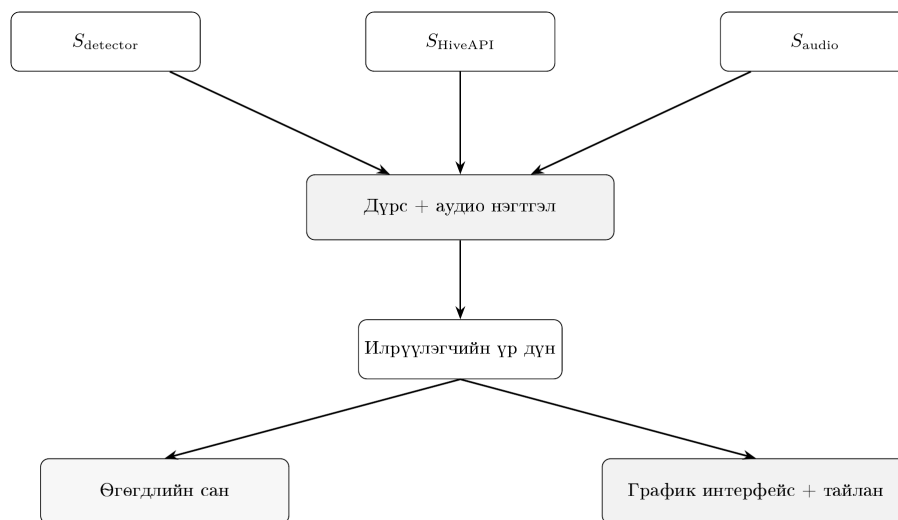 S_detector
S_HiveAPI
S_audio
Дүрс + аудио нэгтгэл
Илрүүлэгчийн үр дүн
Өгөгдлийн сан
График интерфейс + тайлан